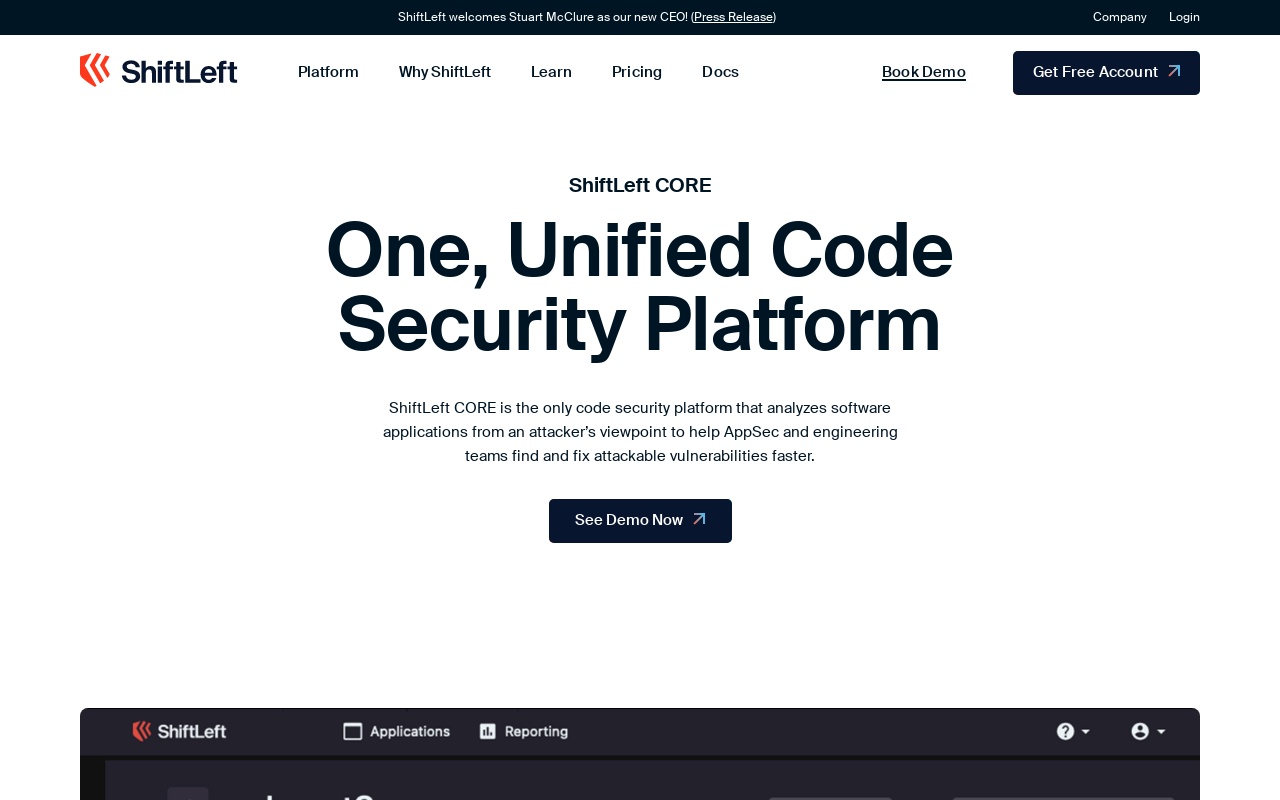 ShiftLeft welcomes Stuart McClure as our new CEO! (Press Release)
Company
Login
ShiftLeft
Platform
Why ShiftLeft
Learn
Pricing
Docs
Book Demo
Get Free Account
ShiftLeft CORE
One, Unified Code
Security Platform
ShiftLeft CORE is the only code security platform that analyzes software
applications from an attacker's viewpoint to help AppSec and engineering
teams find and fix attackable vulnerabilities faster.
See Demo Now
ShiftLeft
Applications
Reporting